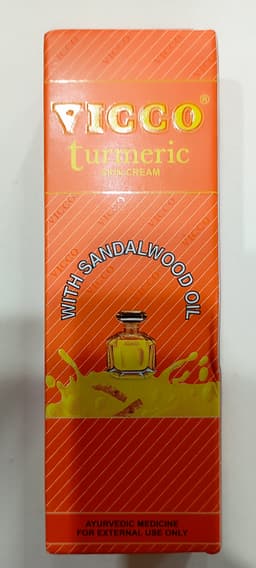 VICCO®
turmeric
SKIN CREAM
WITH SANDALWOOD OIL
AYURVEDIC MEDICINE
FOR EXTERNAL USE ONLY